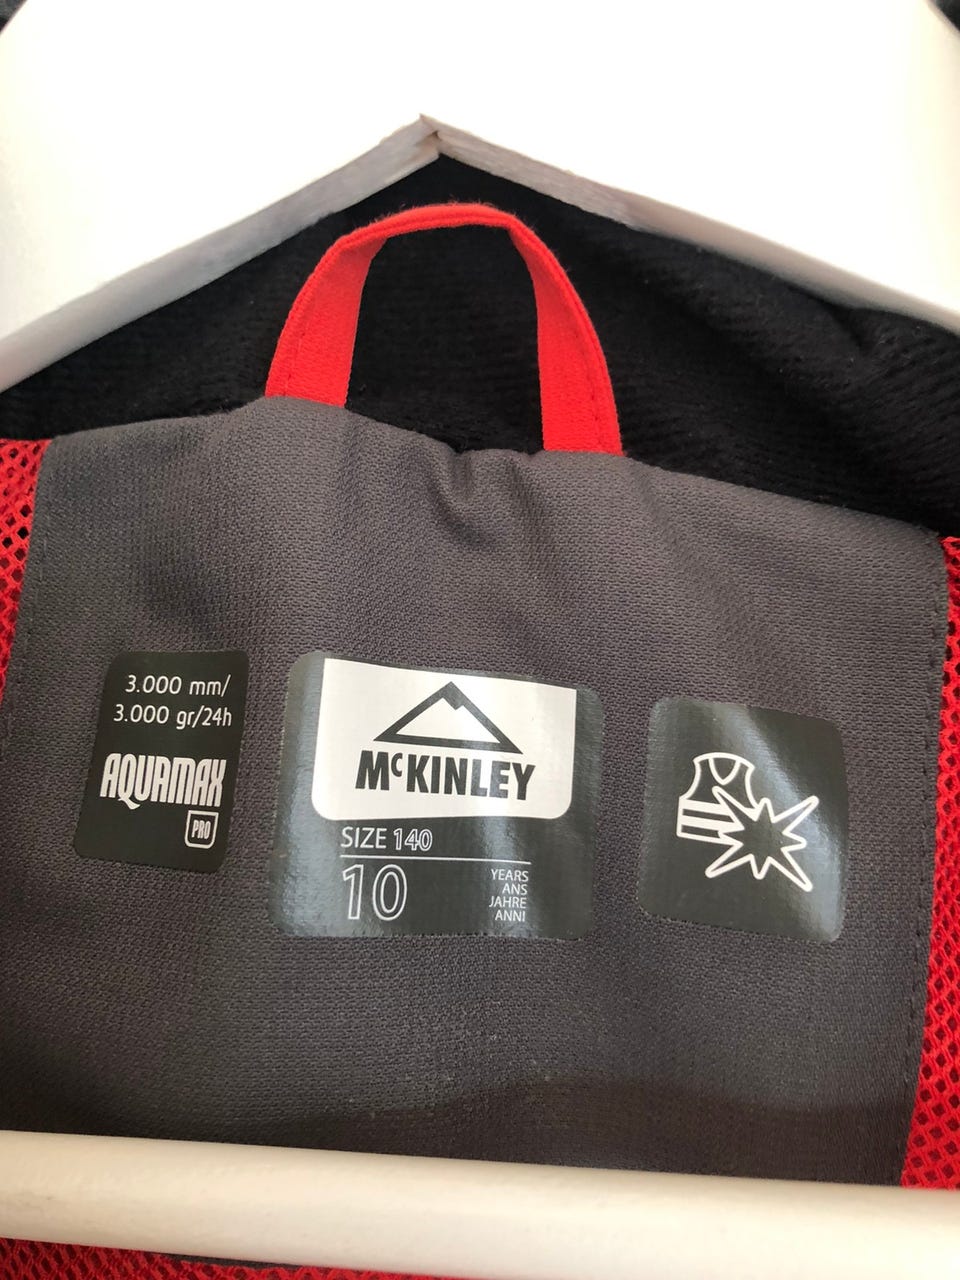 3.000 mm/
3.000 gr/24h
AQUAMAX
PRO
McKINLEY
SIZE 140
10
YEARS
ANS
JAHRE
ANNI